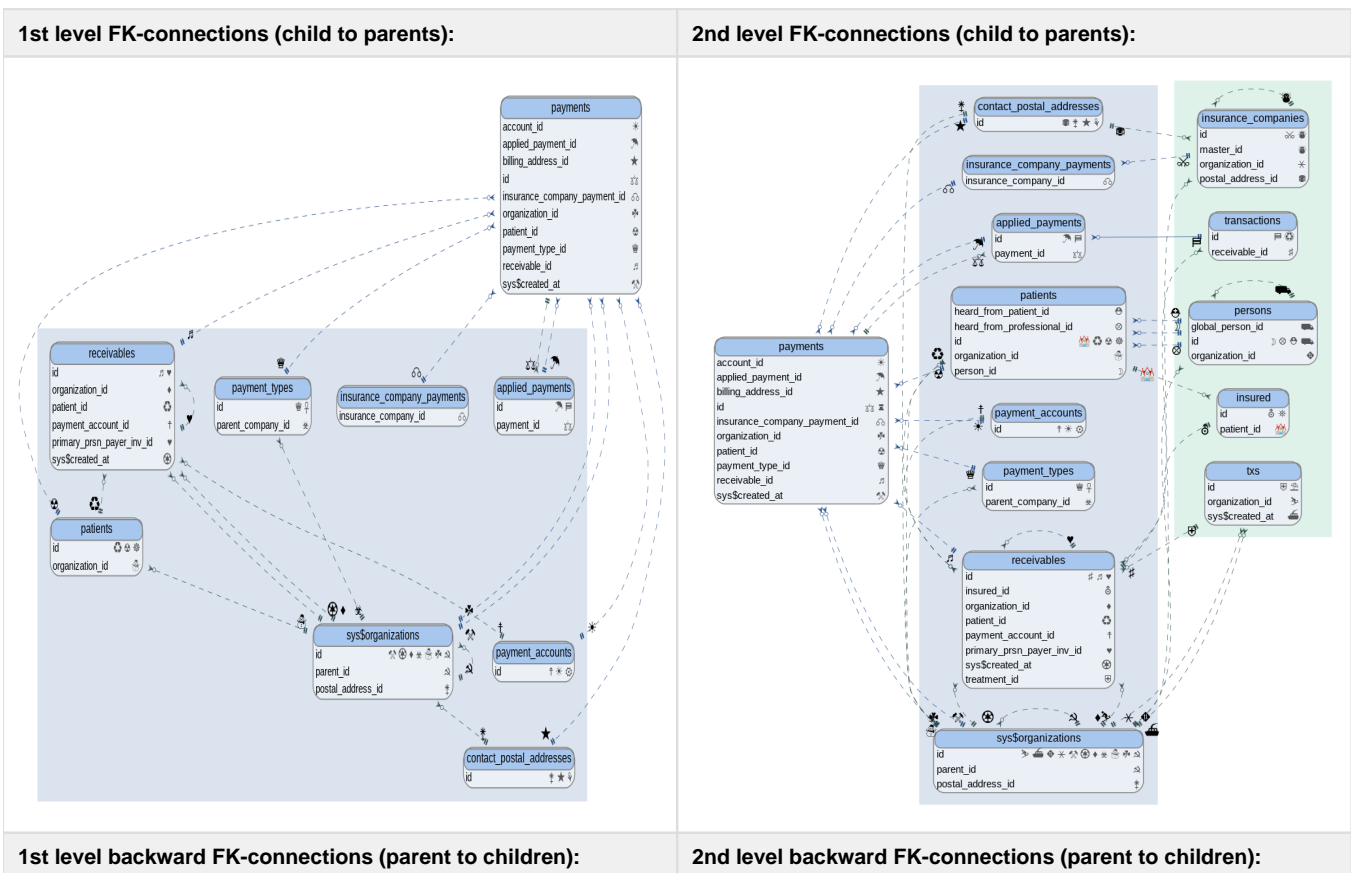 1st level FK-connections (child to parents):
payments
account_id
applied_payment_id
billing_address_id
id
insurance_company_payment_id
organization_id
patient_id
payment_type_id
receivable_id
sys$created_at
receivables
id
organization_id
patient_id
payment_account_id
primary_prsn_payer_inv_id
sys$created_at
payment_types
id
parent_company_id
insurance_company_payments
insurance_company_id
applied_payments
id
payment_id
patients
id
organization_id
sys$organizations
id
parent_id
postal_address_id
payment_accounts
id
contact_postal_addresses
id
2nd level FK-connections (child to parents):
contact_postal_addresses
id
insurance_company_payments
insurance_company_id
applied_payments
id
payment_id
patients
heard_from_patient_id
heard_from_professional_id
id
organization_id
person_id
payments
account_id
applied_payment_id
billing_address_id
id
insurance_company_payment_id
organization_id
patient_id
payment_type_id
receivable_id
sys$created_at
payment_accounts
id
payment_types
id
parent_company_id
receivables
id
insured_id
organization_id
patient_id
payment_account_id
primary_prsn_payer_inv_id
sys$created_at
treatment_id
sys$organizations
id
parent_id
postal_address_id
insurance_companies
id
master_id
organization_id
postal_address_id
transactions
id
receivable_id
persons
global_person_id
id
organization_id
insured
id
patient_id
txs
id
organization_id
sys$created_at
1st level backward FK-connections (parent to children):
2nd level backward FK-connections (parent to children):